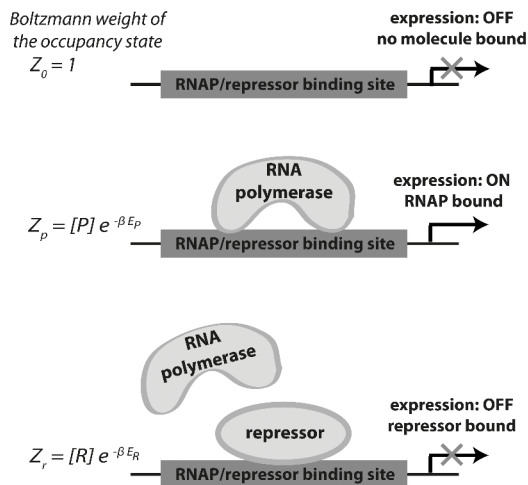 Boltzmann weight of
the occupancy state
Z₀ = 1
expression: OFF
no molecule bound
RNAP/repressor binding site
RNA
polymerase
expression: ON
RNAP bound
Zₚ = [P] e ^-βE_P
RNAP/repressor binding site
RNA
polymerase
repressor
expression: OFF
repressor bound
Zᵣ = [R] e ^-βE_R
RNAP/repressor binding site